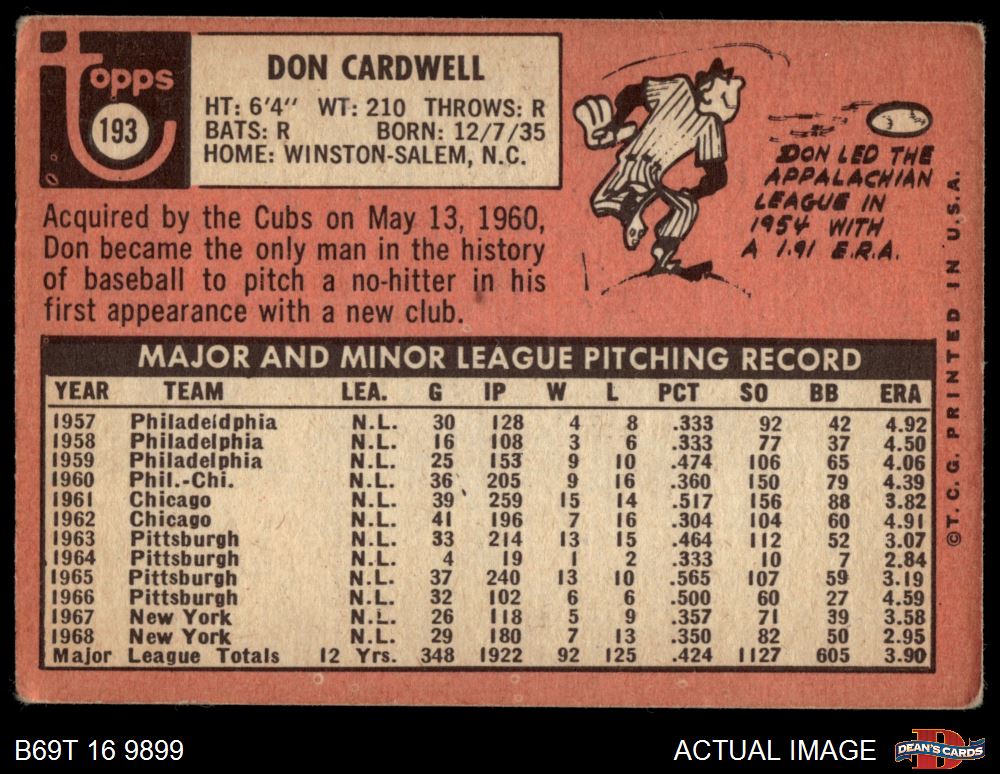 topps
193
DON CARDWELL
HT: 6'4" WT: 210 THROWS: R
BATS: R BORN: 12/7/35
HOME: WINSTON-SALEM, N.C.
Acquired by the Cubs on May 13, 1960,
Don became the only man in the history
of baseball to pitch a no-hitter in his
first appearance with a new club.
DON LED THE
APPALACHIAN
LEAGUE IN
1954 WITH
A 1.91 E.R.A.
©T. C. G. PRINTED IN U.S.A.
MAJOR AND MINOR LEAGUE PITCHING RECORD
YEAR TEAM LEA. G IP W L PCT SO BB ERA
1957 Philadeldphia N.L. 30 128 4 8 .333 92 42 4.92
1958 Philadelphia N.L. 16 108 3 6 .333 77 37 4.50
1959 Philadelphia N.L. 25 153 9 10 .474 106 65 4.06
1960 Phil.-Chi. N.L. 36 205 9 16 .360 150 79 4.39
1961 Chicago N.L. 39 259 15 14 .517 156 88 3.82
1962 Chicago N.L. 41 196 7 16 .304 104 60 4.91
1963 Pittsburgh N.L. 33 214 13 15 .464 112 52 3.07
1964 Pittsburgh N.L. 4 19 1 2 .333 10 7 2.84
1965 Pittsburgh N.L. 37 240 13 10 .565 107 59 3.19
1966 Pittsburgh N.L. 32 102 6 6 .500 60 27 4.59
1967 New York N.L. 26 118 5 9 .357 71 39 3.58
1968 New York N.L. 29 180 7 13 .350 82 50 2.95
Major League Totals 12 Yrs. 348 1922 92 125 .424 1127 605 3.90
B69T 16 9899
ACTUAL IMAGE
D
DEAN'S CARDS